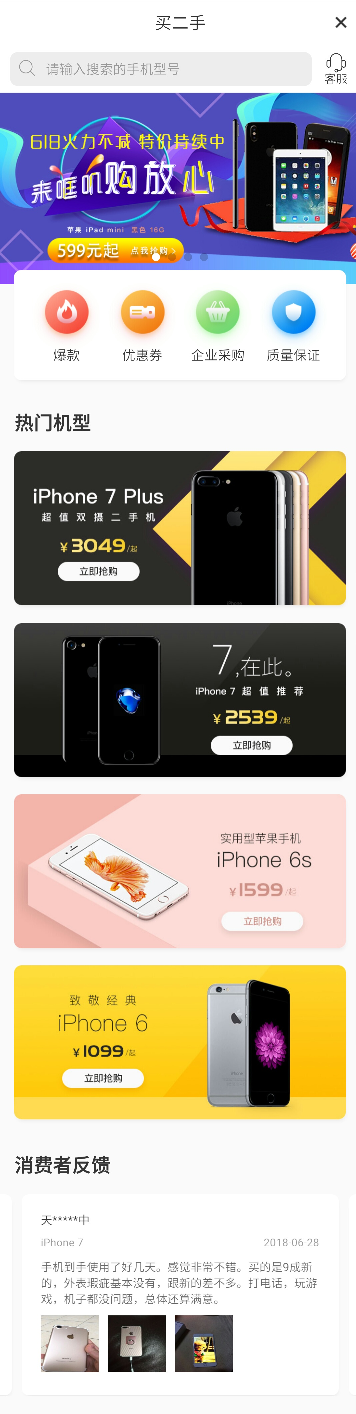 买二手
请输入搜索的手机型号
客服
618火力不减 特价持续中
来哐叽购放心
苹果 iPad mini 黑色 16G
599元起 点我抢购 >
爆款
优惠券
企业采购
质量保证
热门机型
iPhone 7 Plus
超值双摄二手机
¥3049/起
立即抢购
7,在此。
iPhone 7 超值推荐
¥2539/起
立即抢购
实用型苹果手机
iPhone 6s
¥1599/起
立即抢购
致敬经典
iPhone 6
¥1099/起
立即抢购
消费者反馈
天*****中
iPhone 7
2018 06 28
手机到手使用了好几天。感觉非常不错。买的是9成新
的，外表瑕疵基本没有，跟新的差不多。打电话，玩游
戏，机子都没问题，总体还算满意。